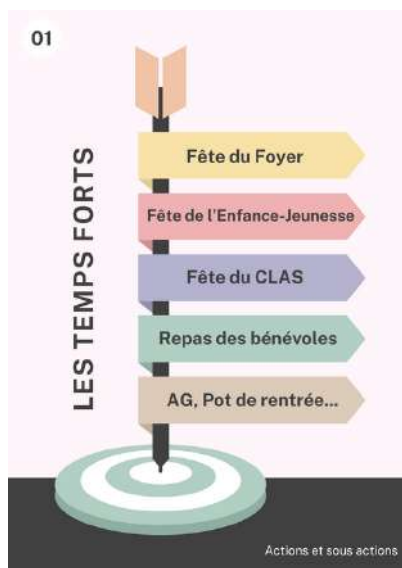 01
LES TEMPS FORTS
Fête du Foyer
Fête de l'Enfance-Jeunesse
Fête du CLAS
Repas des bénévoles
AG, Pot de rentrée...
Actions et sous actions